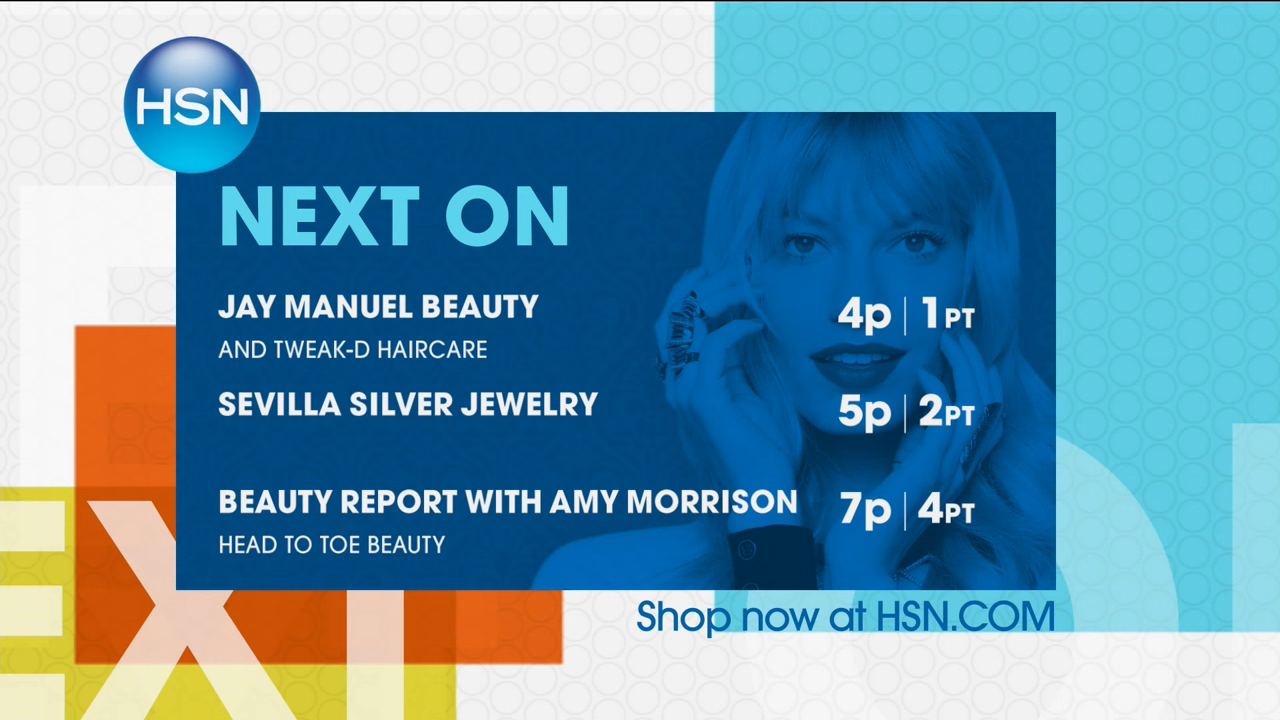 HSN
NEXT ON
JAY MANUEL BEAUTY 4p | 1PT
AND TWEAK-D HAIRCARE
SEVILLA SILVER JEWELRY 5p | 2PT
BEAUTY REPORT WITH AMY MORRISON 7p | 4PT
HEAD TO TOE BEAUTY
Shop now at HSN.COM
EXT